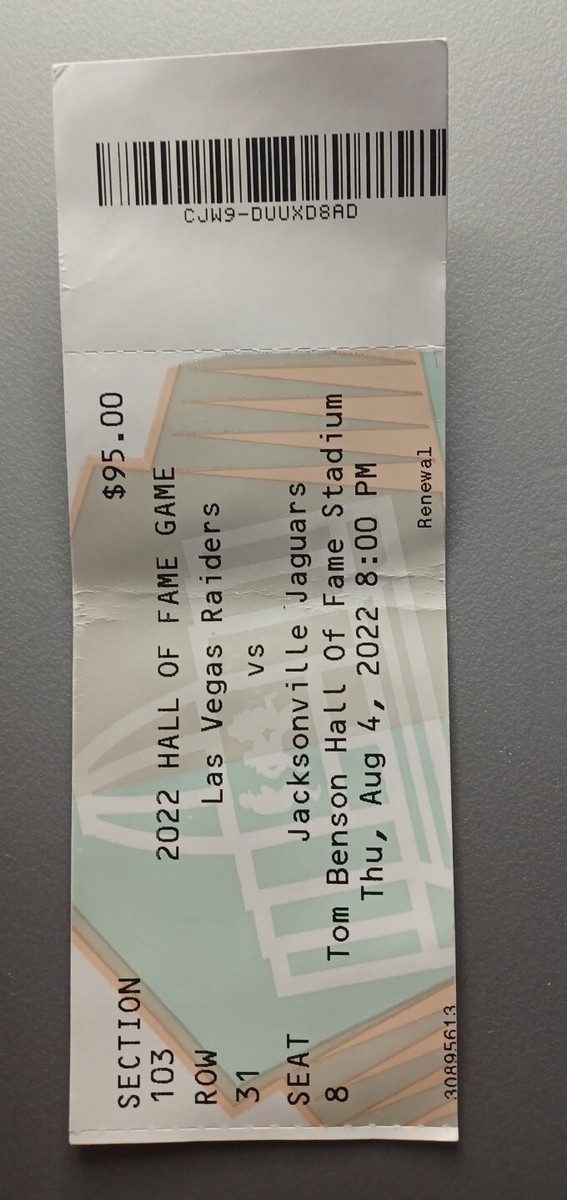 SECTION
103
ROW
31
SEAT
8
$95.00
2022 HALL OF FAME GAME
Las Vegas Raiders
vs
Jacksonville Jaguars
Tom Benson Hall Of Fame Stadium
Thu, Aug 4, 2022 8:00 PM
Renewal
30895613
CJW9-DUUXD8AD